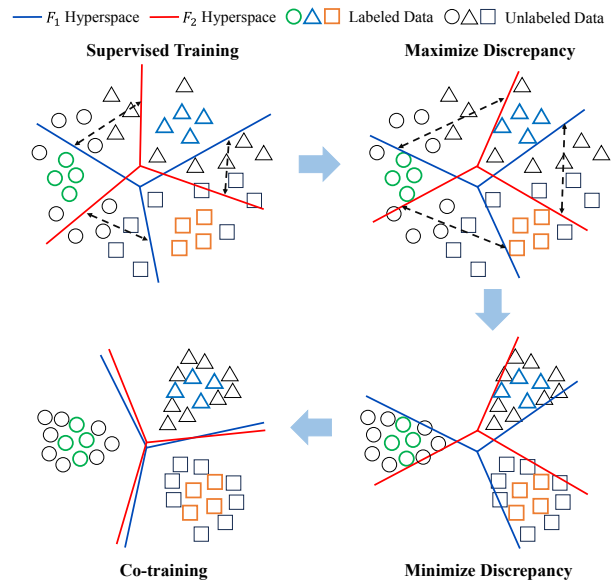 F₁ Hyperspace F₂ Hyperspace Labeled Data Unlabeled Data
Supervised Training Maximize Discrepancy
Co-training Minimize Discrepancy